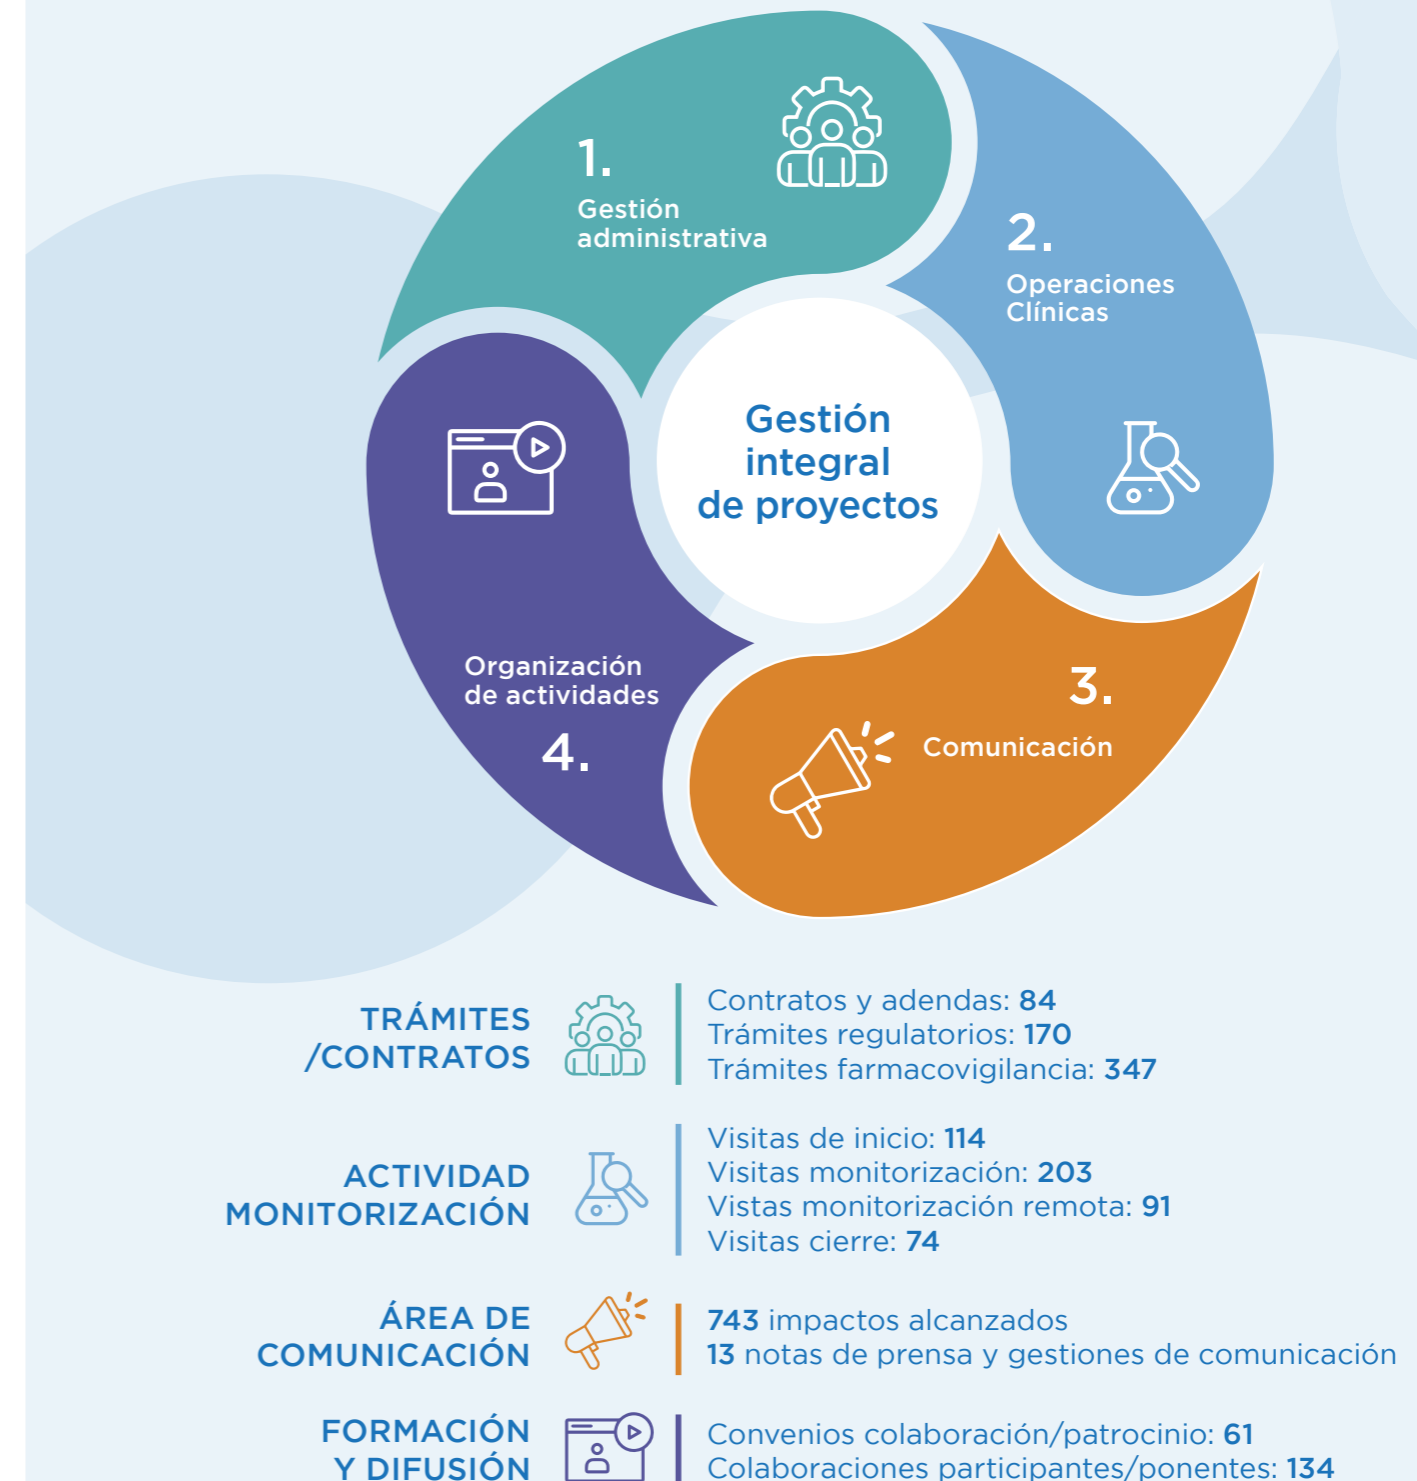 1.
Gestión
administrativa
2.
Operaciones
Clínicas
Gestión
integral
de proyectos
3.
Comunicación
Organización
de actividades
4.
TRÁMITES
/CONTRATOS
Contratos y adendas: 84
Trámites regulatorios: 170
Trámites farmacovigilancia: 347
ACTIVIDAD
MONITORIZACIÓN
Visitas de inicio: 114
Visitas monitorización: 203
Vistas monitorización remota: 91
Visitas cierre: 74
ÁREA DE
COMUNICACIÓN
743 impactos alcanzados
13 notas de prensa y gestiones de comunicación
FORMACIÓN
Y DIFUSIÓN
Convenios colaboración/patrocinio: 61
Colaboraciones participantes/ponentes: 134